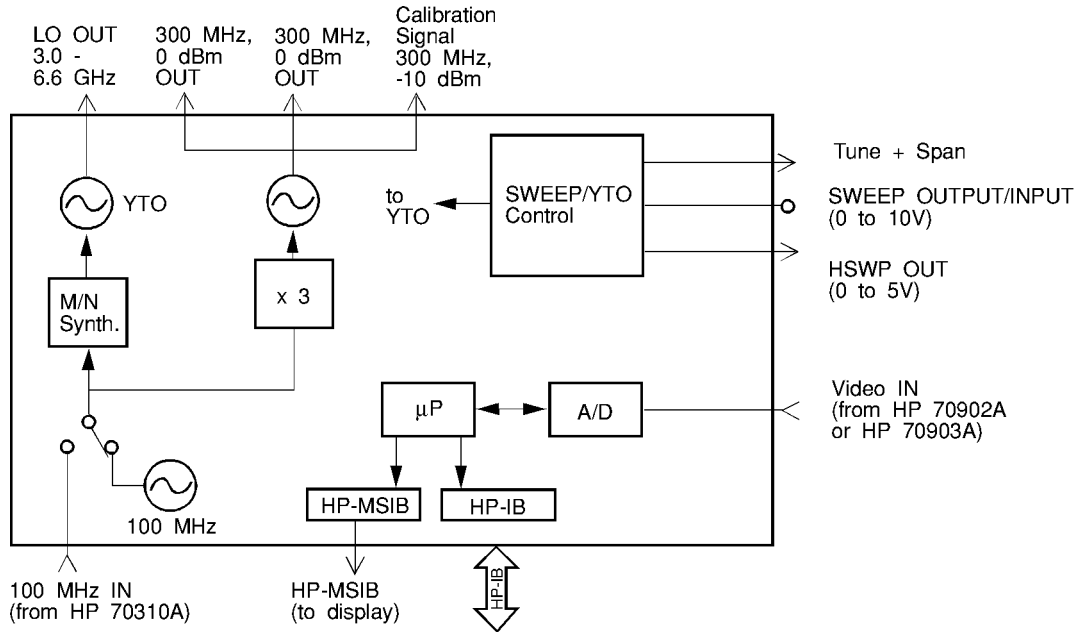 LO OUT
3.0 -
6.6 GHz
300 MHz,
0 dBm
OUT
300 MHz,
0 dBm
OUT
Calibration
Signal
300 MHz,
-10 dBm
YTO
M/N
Synth.
x 3
to
YTO
SWEEP/YTO
Control
Tune + Span
SWEEP OUTPUT/INPUT
(0 to 10V)
HSWP OUT
(0 to 5V)
µP
A/D
Video IN
(from HP 70902A
or HP 70903A)
100 MHz
HP-MSIB
HP-IB
100 MHz IN
(from HP 70310A)
HP-MSIB
(to display)
HP-IB